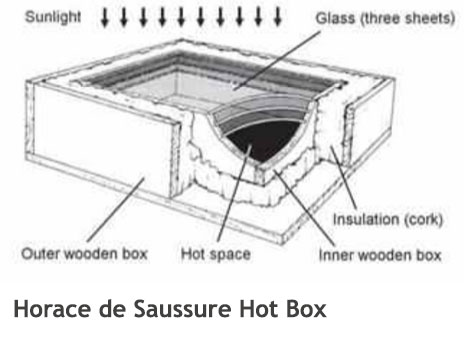 Sunlight
Glass (three sheets)
Insulation (cork)
Outer wooden box
Hot space
Inner wooden box
Horace de Saussure Hot Box